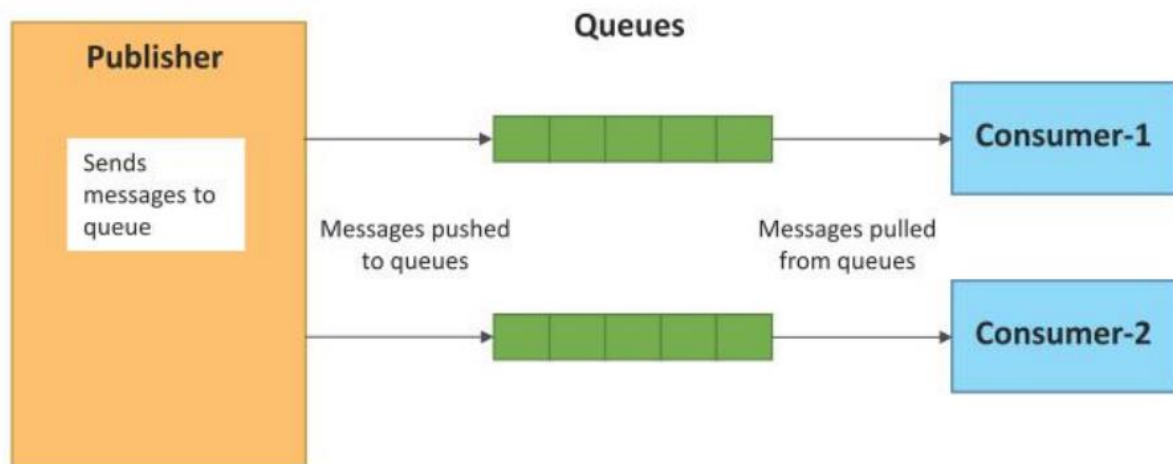 Queues
Publisher
Sends
messages to
queue
Messages pushed
to queues
Messages pulled
from queues
Consumer-1
Consumer-2